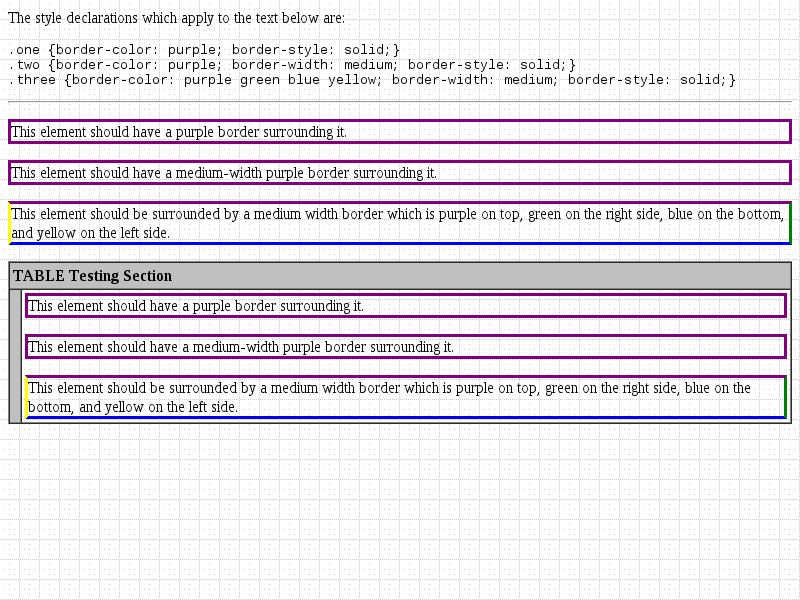 The style declarations which apply to the text below are:
.one {border-color: purple; border-style: solid;}
.two {border-color: purple; border-width: medium; border-style: solid;}
.three {border-color: purple green blue yellow; border-width: medium; border-style: solid;}
This element should have a purple border surrounding it.
This element should have a medium-width purple border surrounding it.
This element should be surrounded by a medium width border which is purple on top, green on the right side, blue on the bottom,
and yellow on the left side.
TABLE Testing Section
This element should have a purple border surrounding it.
This element should have a medium-width purple border surrounding it.
This element should be surrounded by a medium width border which is purple on top, green on the right side, blue on the
bottom, and yellow on the left side.